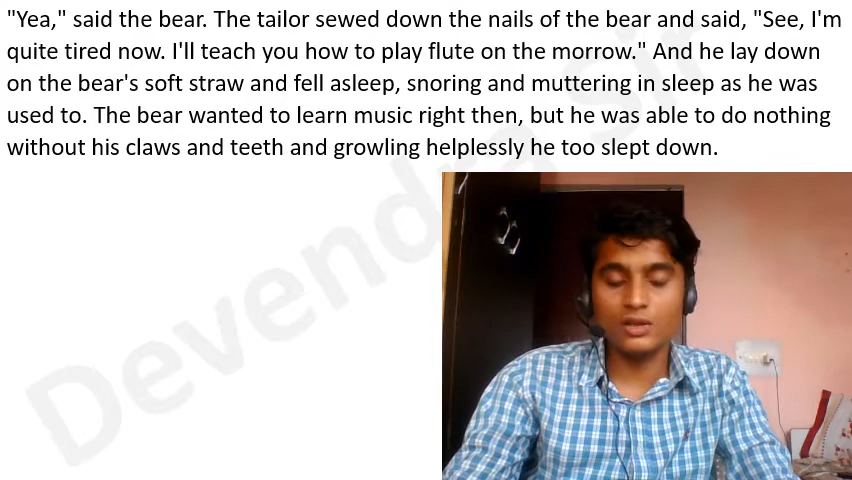 "Yea," said the bear. The tailor sewed down the nails of the bear and said, "See, I'm
quite tired now. I'll teach you how to play flute on the morrow." And he lay down
on the bear's soft straw and fell asleep, snoring and muttering in sleep as he was
used to. The bear wanted to learn music right then, but he was able to do nothing
without his claws and teeth and growling helplessly he too slept down.
Devendra Sir